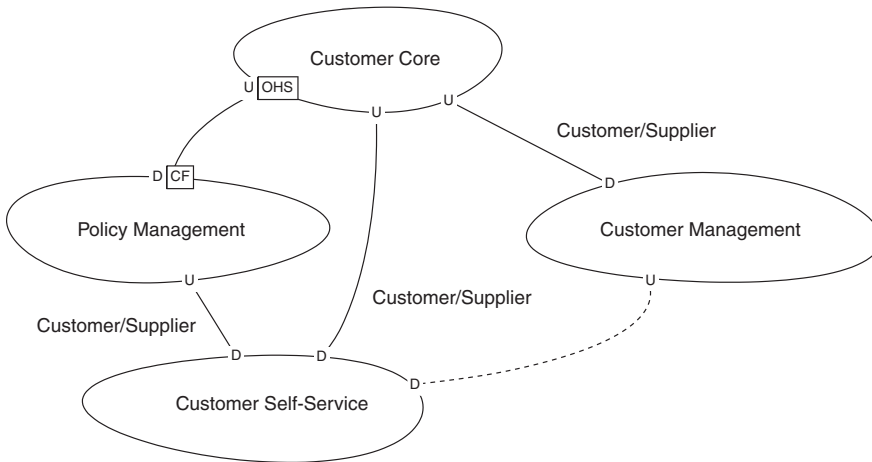 Customer Core
U OHS
U
U
Customer/Supplier
D CF
D
Policy Management
Customer Management
U
U
Customer/Supplier
Customer/Supplier
D
D
D
Customer Self-Service